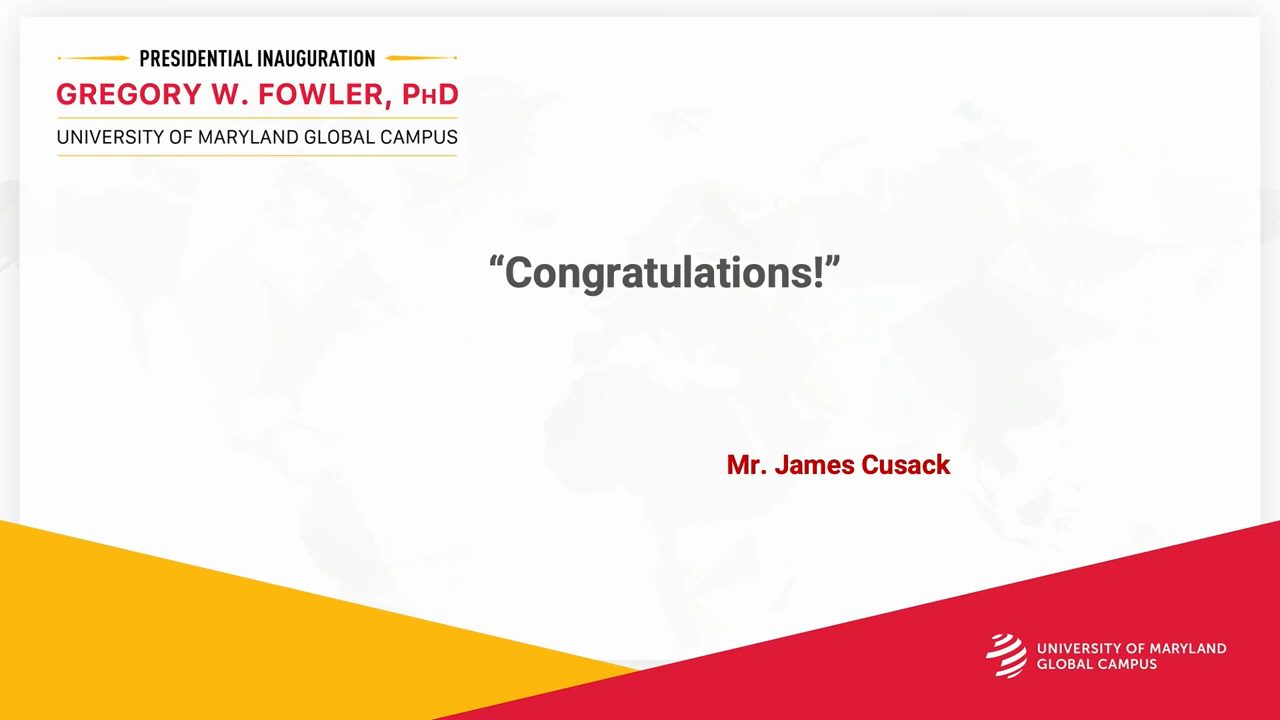 PRESIDENTIAL INAUGURATION
GREGORY W. FOWLER, PHD
UNIVERSITY OF MARYLAND GLOBAL CAMPUS
“Congratulations!”
Mr. James Cusack
UNIVERSITY OF MARYLAND
GLOBAL CAMPUS